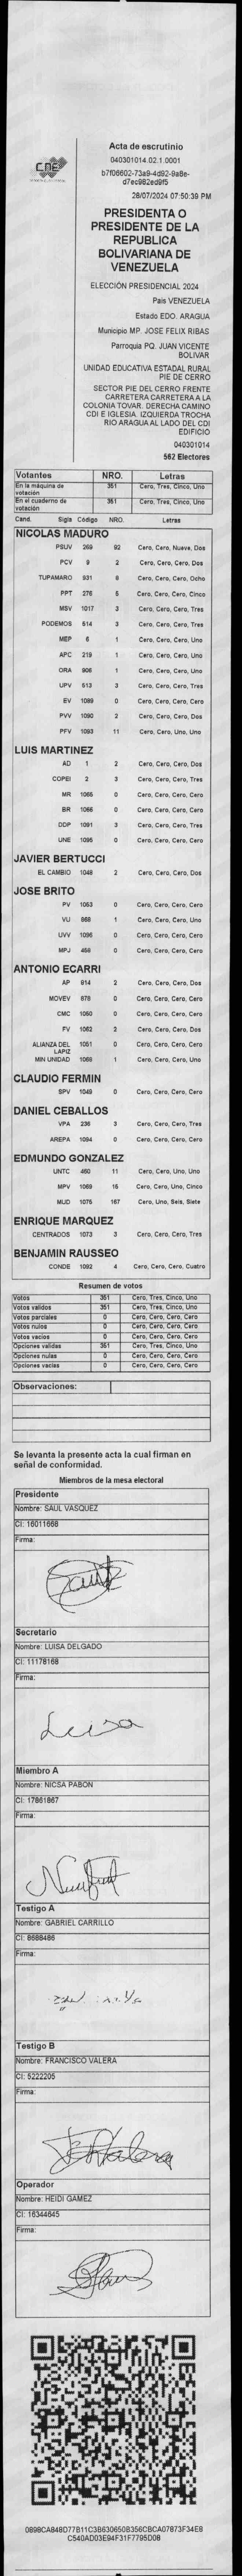 CNE
Acta de escrutinio
040301014.02.1.0001
b7f06602-73a9-4d92-9a8e-
d7ec982ed9f5
28/07/2024 07:50:39 PM
PRESIDENTA O
PRESIDENTE DE LA
REPUBLICA
BOLIVARIANA DE
VENEZUELA
ELECCIÓN PRESIDENCIAL 2024
País VENEZUELA
Estado EDO. ARAGUA
Municipio MP. JOSE FELIX RIBAS
Parroquia PQ. JUAN VICENTE
BOLIVAR
UNIDAD EDUCATIVA ESTADAL RURAL
PIE DE CERRO
SECTOR PIE DEL CERRO FRENTE
CARRETERA CARRETERA A LA
COLONIA TOVAR. DERECHA CAMINO
CDI E IGLESIA. IZQUIERDA TROCHA
RIO ARAGUA AL LADO DEL CDI
EDIFICIO
040301014
562 Electores
Votantes NRO. Letras
En la máquina de votación 351 Cero, Tres, Cinco, Uno
En el cuaderno de votación 351 Cero, Tres, Cinco, Uno
Cand. Sigla Código NRO. Letras
NICOLAS MADURO
PSUV 269 92 Cero, Cero, Nueve, Dos
PCV 9 2 Cero, Cero, Cero, Dos
TUPAMARO 931 8 Cero, Cero, Cero, Ocho
PPT 276 5 Cero, Cero, Cero, Cinco
MSV 1017 3 Cero, Cero, Cero, Tres
PODEMOS 514 3 Cero, Cero, Cero, Tres
MEP 6 1 Cero, Cero, Cero, Uno
APC 219 1 Cero, Cero, Cero, Uno
ORA 906 1 Cero, Cero, Cero, Uno
UPV 513 3 Cero, Cero, Cero, Tres
EV 1089 0 Cero, Cero, Cero, Cero
PVV 1090 2 Cero, Cero, Cero, Dos
PFV 1093 11 Cero, Cero, Uno, Uno
LUIS MARTINEZ
AD 1 2 Cero, Cero, Cero, Dos
COPEI 2 3 Cero, Cero, Cero, Tres
MR 1065 0 Cero, Cero, Cero, Cero
BR 1066 0 Cero, Cero, Cero, Cero
DDP 1091 3 Cero, Cero, Cero, Tres
UNE 1095 0 Cero, Cero, Cero, Cero
JAVIER BERTUCCI
EL CAMBIO 1048 2 Cero, Cero, Cero, Dos
JOSE BRITO
PV 1053 0 Cero, Cero, Cero, Cero
VU 868 1 Cero, Cero, Cero, Uno
UVV 1096 0 Cero, Cero, Cero, Cero
MPJ 456 0 Cero, Cero, Cero, Cero
ANTONIO ECARRI
AP 814 2 Cero, Cero, Cero, Dos
MOVEV 878 0 Cero, Cero, Cero, Cero
CMC 1050 0 Cero, Cero, Cero, Cero
FV 1062 2 Cero, Cero, Cero, Dos
ALIANZA DEL LAPIZ 1051 0 Cero, Cero, Cero, Cero
MIN UNIDAD 1068 1 Cero, Cero, Cero, Uno
CLAUDIO FERMIN
SPV 1049 0 Cero, Cero, Cero, Cero
DANIEL CEBALLOS
VPA 236 3 Cero, Cero, Cero, Tres
AREPA 1094 0 Cero, Cero, Cero, Cero
EDMUNDO GONZALEZ
UNTC 460 11 Cero, Cero, Uno, Uno
MPV 1069 15 Cero, Cero, Uno, Cinco
MUD 1075 167 Cero, Uno, Seis, Siete
ENRIQUE MARQUEZ
CENTRADOS 1073 3 Cero, Cero, Cero, Tres
BENJAMIN RAUSSEO
CONDE 1092 4 Cero, Cero, Cero, Cuatro
Resumen de votos
Votos 351 Cero, Tres, Cinco, Uno
Votos validos 351 Cero, Tres, Cinco, Uno
Votos parciales 0 Cero, Cero, Cero, Cero
Votos nulos 0 Cero, Cero, Cero, Cero
Votos vacios 0 Cero, Cero, Cero, Cero
Opciones validas 351 Cero, Tres, Cinco, Uno
Opciones nulas 0 Cero, Cero, Cero, Cero
Opciones vacias 0 Cero, Cero, Cero, Cero
Observaciones:
Se levanta la presente acta la cual firman en
señal de conformidad.
Miembros de la mesa electoral
Presidente
Nombre: SAUL VASQUEZ
CI: 16011668
Firma:
Secretario
Nombre: LUISA DELGADO
CI: 11178168
Firma:
Luisa
Miembro A
Nombre: NICSA PABON
CI: 17861867
Firma:
Testigo A
Nombre: GABRIEL CARRILLO
CI: 8688486
Firma:
Testigo B
Nombre: FRANCISCO VALERA
CI: 5222205
Firma:
Operador
Nombre: HEIDI GAMEZ
CI: 16344645
Firma:
0898CA848D77B11C3B630650B356CBCA07873F34E8
C540AD03E94F31F7795D08